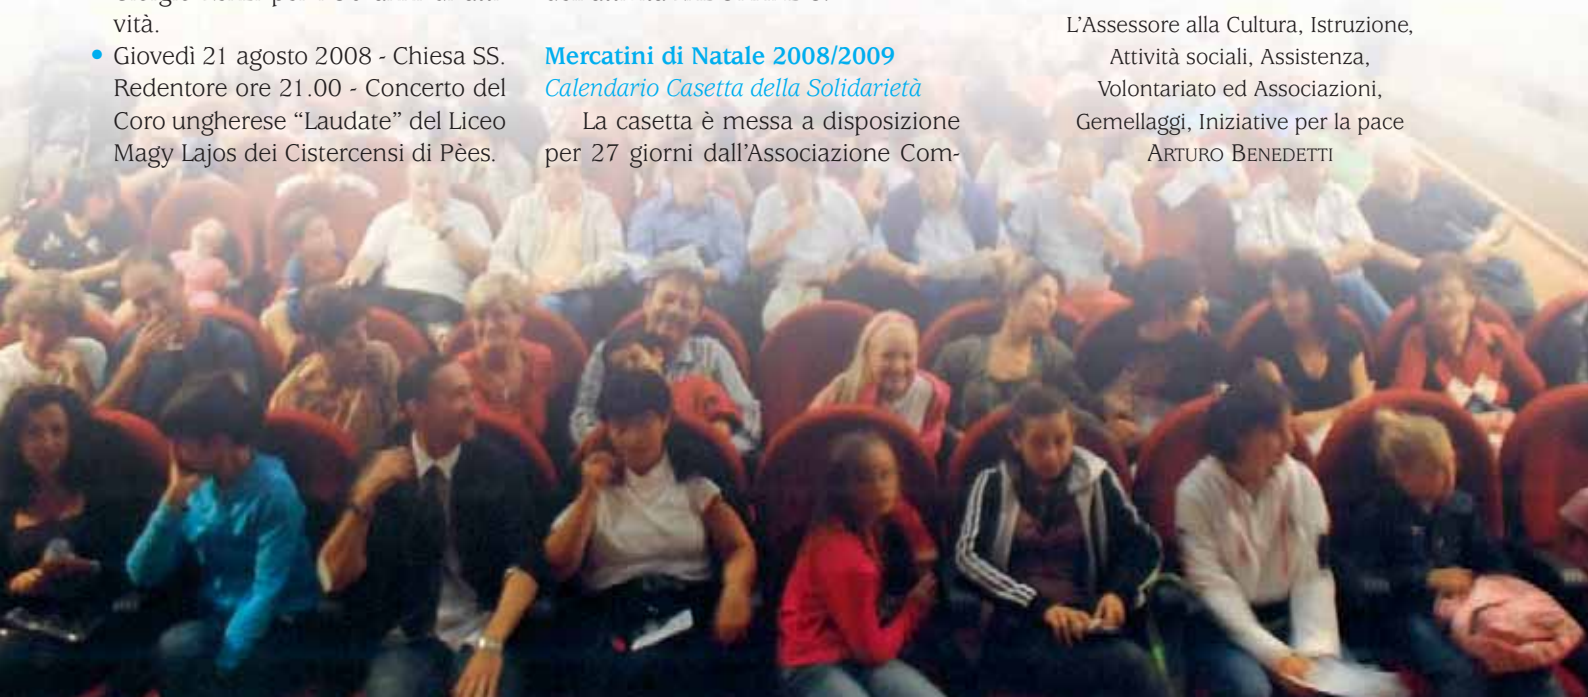 vità.
• Giovedì 21 agosto 2008 - Chiesa SS.
Redentore ore 21.00 - Concerto del
Coro ungherese “Laudate” del Liceo
Magy Lajos dei Cistercensi di Pèes.
Mercatini di Natale 2008/2009
Calendario Casetta della Solidarietà
La casetta è messa a disposizione
per 27 giorni dall’Associazione Com-
L’Assessore alla Cultura, Istruzione,
Attività sociali, Assistenza,
Volontariato ed Associazioni,
Gemellaggi, Iniziative per la pace
ARTURO BENEDETTI